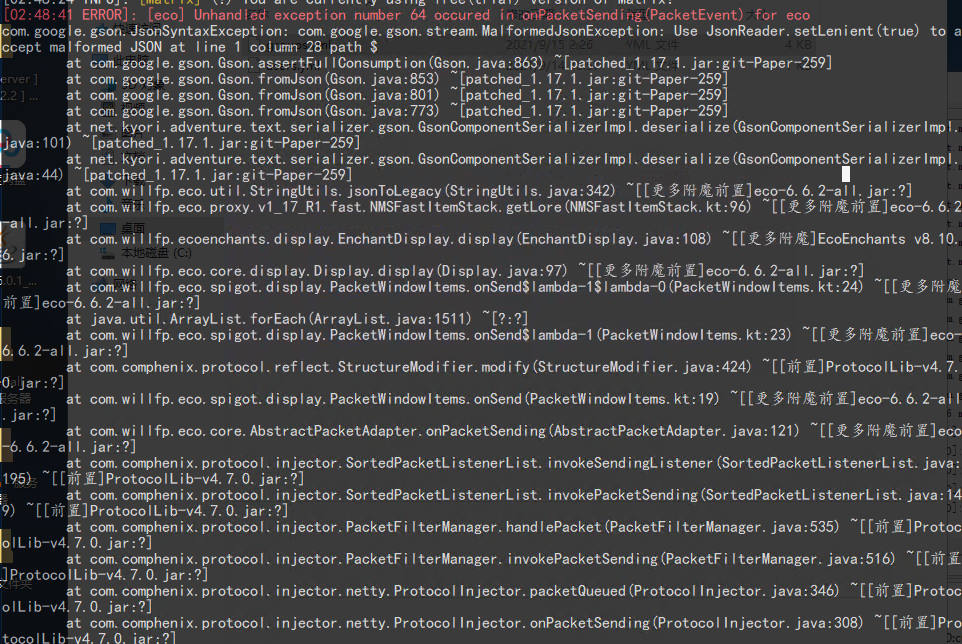 [02:48:24 INFO]: [Matrix] (!) You are currently using free(trial) version of Matrix!
[02:48:41 ERROR]: [eco] Unhandled exception number 64 occured in onPacketSending(PacketEvent) for eco
com.google.gson.JsonSyntaxException: com.google.gson.stream.MalformedJsonException: Use JsonReader.setLenient(true) to a
ccept malformed JSON at line 1 column 28 path $
at com.google.gson.Gson.assertFullConsumption(Gson.java:863) ~[patched_1.17.1.jar:git-Paper-259]
at com.google.gson.Gson.fromJson(Gson.java:853) ~[patched_1.17.1.jar:git-Paper-259]
at com.google.gson.Gson.fromJson(Gson.java:801) ~[patched_1.17.1.jar:git-Paper-259]
at com.google.gson.Gson.fromJson(Gson.java:773) ~[patched_1.17.1.jar:git-Paper-259]
at net.kyori.adventure.text.serializer.gson.GsonComponentSerializerImpl.deserialize(GsonComponentSerializerImpl.
java:101) ~[patched_1.17.1.jar:git-Paper-259]
at net.kyori.adventure.text.serializer.gson.GsonComponentSerializerImpl.deserialize(GsonComponentSerializerImpl.
java:44) ~[patched_1.17.1.jar:git-Paper-259]
at com.willfp.eco.util.StringUtils.jsonToLegacy(StringUtils.java:342) ~[[更多附魔前置]eco-6.6.2-all.jar:?]
at com.willfp.eco.proxy.v1_17_R1.fast.NMSFastItemStack.getLore(NMSFastItemStack.kt:96) ~[[更多附魔前置]eco-6.6.2
-all.jar:?]
at com.willfp.ecoenchants.display.EnchantDisplay.display(EnchantDisplay.java:108) ~[[更多附魔]EcoEnchants v8.10.
6.jar:?]
at com.willfp.eco.core.display.Display.display(Display.java:97) ~[[更多附魔前置]eco-6.6.2-all.jar:?]
at com.willfp.eco.spigot.display.PacketWindowItems.onSend$lambda-1$lambda-0(PacketWindowItems.kt:24) ~[[更多附魔
前置]eco-6.6.2-all.jar:?]
at java.util.ArrayList.forEach(ArrayList.java:1511) ~[?:?]
at com.willfp.eco.spigot.display.PacketWindowItems.onSend$lambda-1(PacketWindowItems.kt:23) ~[[更多附魔前置]eco-
6.6.2-all.jar:?]
at com.comphenix.protocol.reflect.StructureModifier.modify(StructureModifier.java:424) ~[[前置]ProtocolLib-v4.7.
0.jar:?]
at com.willfp.eco.spigot.display.PacketWindowItems.onSend(PacketWindowItems.kt:19) ~[[更多附魔前置]eco-6.6.2-all
.jar:?]
at com.willfp.eco.core.AbstractPacketAdapter.onPacketSending(AbstractPacketAdapter.java:121) ~[[更多附魔前置]eco
-6.6.2-all.jar:?]
at com.comphenix.protocol.injector.SortedPacketListenerList.invokeSendingListener(SortedPacketListenerList.java:
195) ~[[前置]ProtocolLib-v4.7.0.jar:?]
at com.comphenix.protocol.injector.SortedPacketListenerList.invokePacketSending(SortedPacketListenerList.java:14
9) ~[[前置]ProtocolLib-v4.7.0.jar:?]
at com.comphenix.protocol.injector.PacketFilterManager.handlePacket(PacketFilterManager.java:535) ~[[前置]Protoc
olLib-v4.7.0.jar:?]
at com.comphenix.protocol.injector.PacketFilterManager.invokePacketSending(PacketFilterManager.java:516) ~[[前置
]ProtocolLib-v4.7.0.jar:?]
at com.comphenix.protocol.injector.netty.ProtocolInjector.packetQueued(ProtocolInjector.java:346) ~[[前置]Protoc
olLib-v4.7.0.jar:?]
at com.comphenix.protocol.injector.netty.ProtocolInjector.onPacketSending(ProtocolInjector.java:308) ~[[前置]Pro
tocolLib-v4.7.0.jar:?]